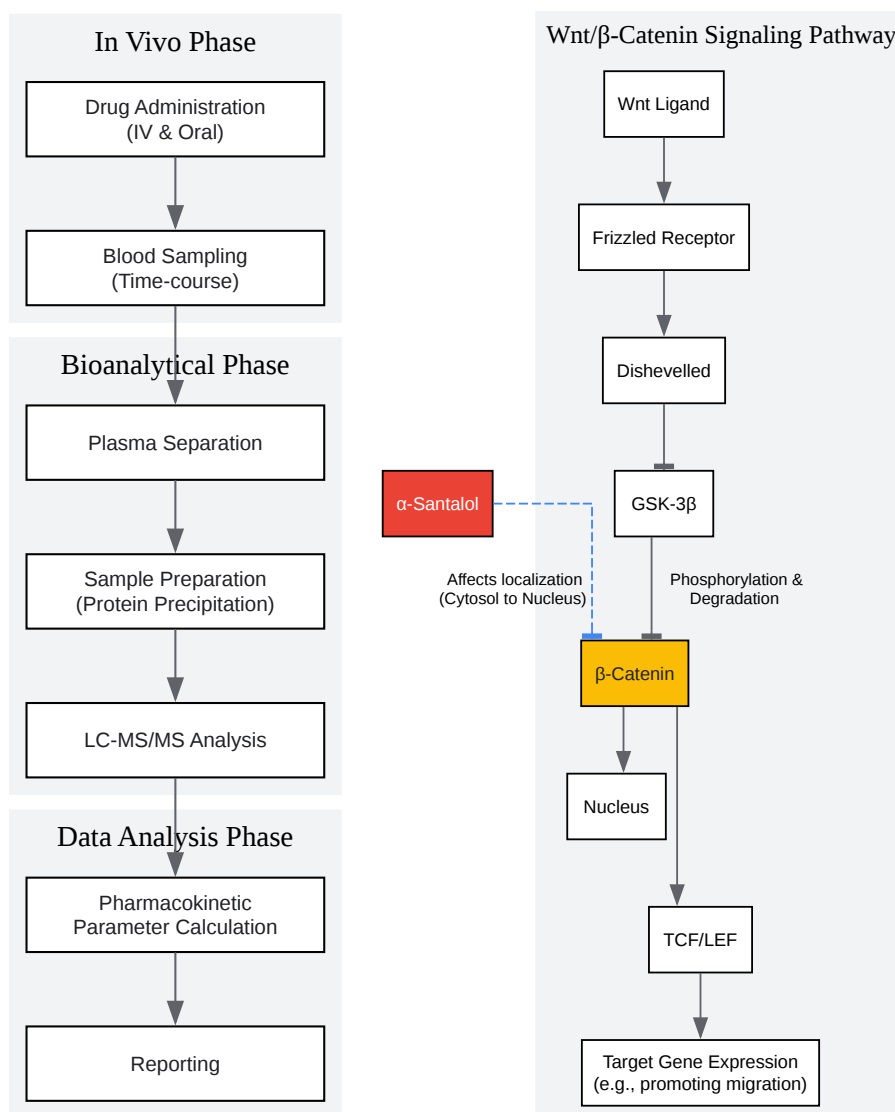 In Vivo Phase
Drug Administration
(IV & Oral)
Blood Sampling
(Time-course)
Bioanalytical Phase
Plasma Separation
Sample Preparation
(Protein Precipitation)
LC-MS/MS Analysis
Data Analysis Phase
Pharmacokinetic
Parameter Calculation
Reporting
Wnt/β-Catenin Signaling Pathway
Wnt Ligand
Frizzled Receptor
Dishevelled
α-Santalol
GSK-3β
Affects localization
(Cytosol to Nucleus)
Phosphorylation &
Degradation
β-Catenin
Nucleus
TCF/LEF
Target Gene Expression
(e.g., promoting migration)